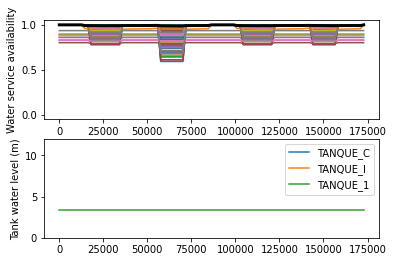 Water service availability
1.0
0.5
0.0
0 25000 50000 75000 100000 125000 150000 175000
Tank water level (m)
10
5
0
TANQUE_C
TANQUE_I
TANQUE_1
0 25000 50000 75000 100000 125000 150000 175000